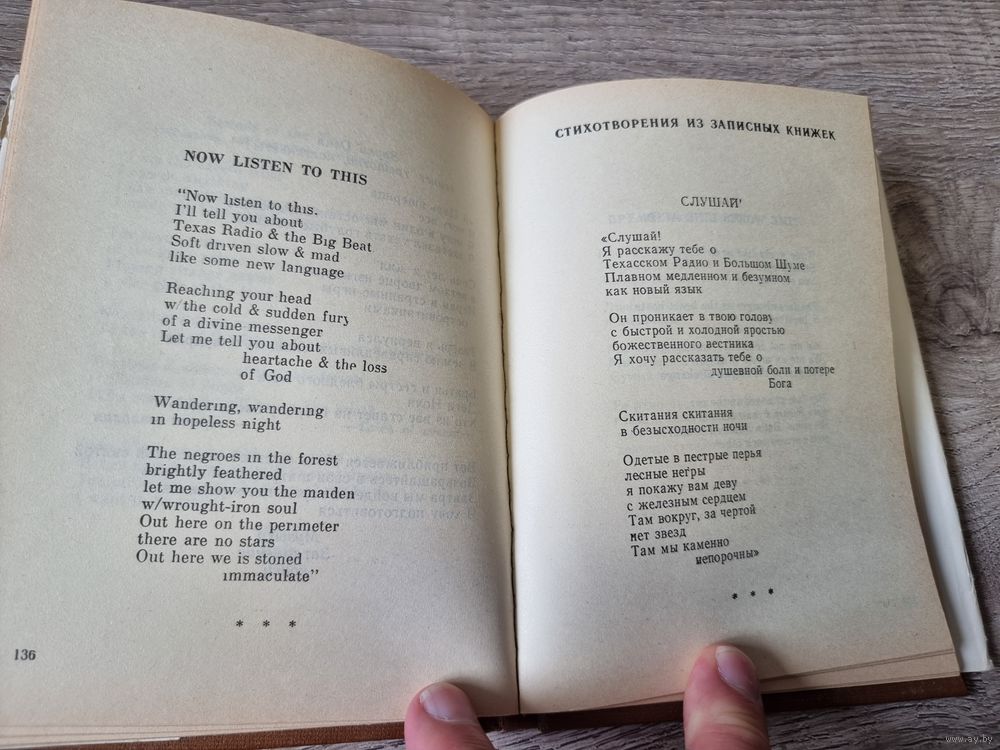 NOW LISTEN TO THIS
"Now listen to this.
I'll tell you about
Texas Radio & the Big Beat
Soft driven slow & mad
like some new language
Reaching your head
w/the cold & sudden fury
of a divine messenger
Let me tell you about
heartache & the loss
of God
Wandering, wandering
in hopeless night
The negroes in the forest
brightly feathered
let me show you the maiden
w/wrought-iron soul
Out here on the perimeter
there are no stars
Out here we is stoned
immaculate"
* * *
136
СТИХОТВОРЕНИЯ ИЗ ЗАПИСНЫХ КНИЖЕК
СЛУШАЙ!
«Слушай!
Я расскажу тебе о
Техасском Радио и Большом Шуме
Плавном медленном и безумном
как новый язык
Он проникает в твою голову
с быстрой и холодной яростью
божественного вестника
Я хочу рассказать тебе о
душевной боли и потере
Бога
Скитания скитания
в безысходности ночи
Одетые в пестрые перья
лесные негры
я покажу вам деву
с железным сердцем
Там вокруг, за чертой
нет звезд
Там мы каменно
непорочны»
* * *
www.ay.by